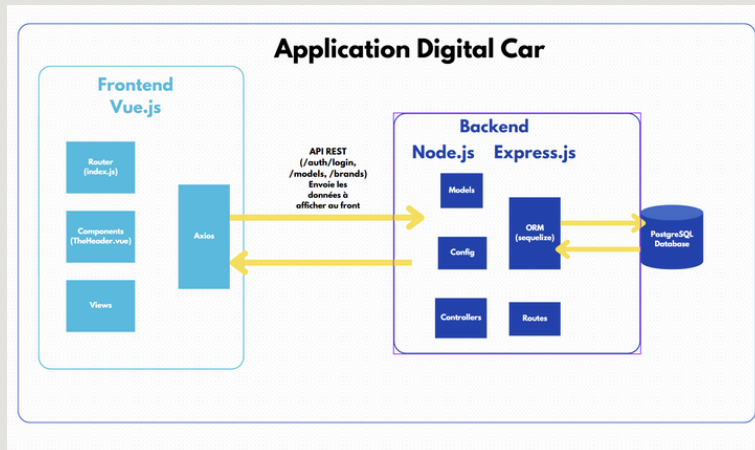 Application Digital Car
Frontend
Vue.js
Router
(index.js)
Components
(TheHeader.vue)
Views
Axios
API REST
(/auth/login,
/models, /brands)
Envoie les
données à
afficher au front
Backend
Node.js Express.js
Models
Config
Controllers
ORM
(sequelize)
Routes
PostgreSQL
Database